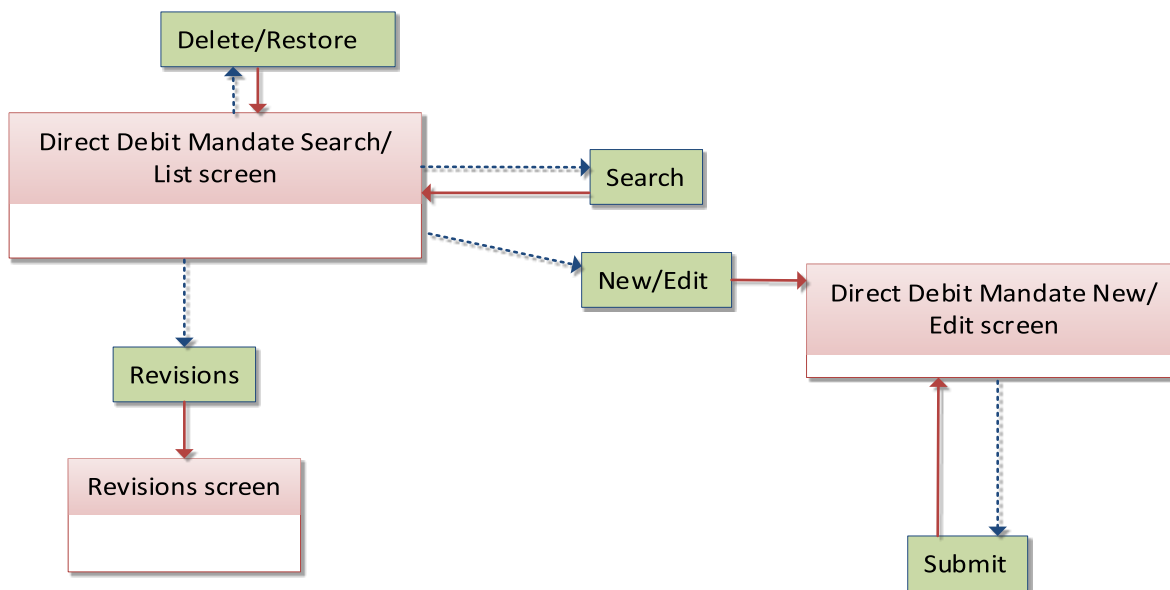 Delete/Restore
Direct Debit Mandate Search/
List screen
Search
New/Edit
Direct Debit Mandate New/
Edit screen
Revisions
Revisions screen
Submit